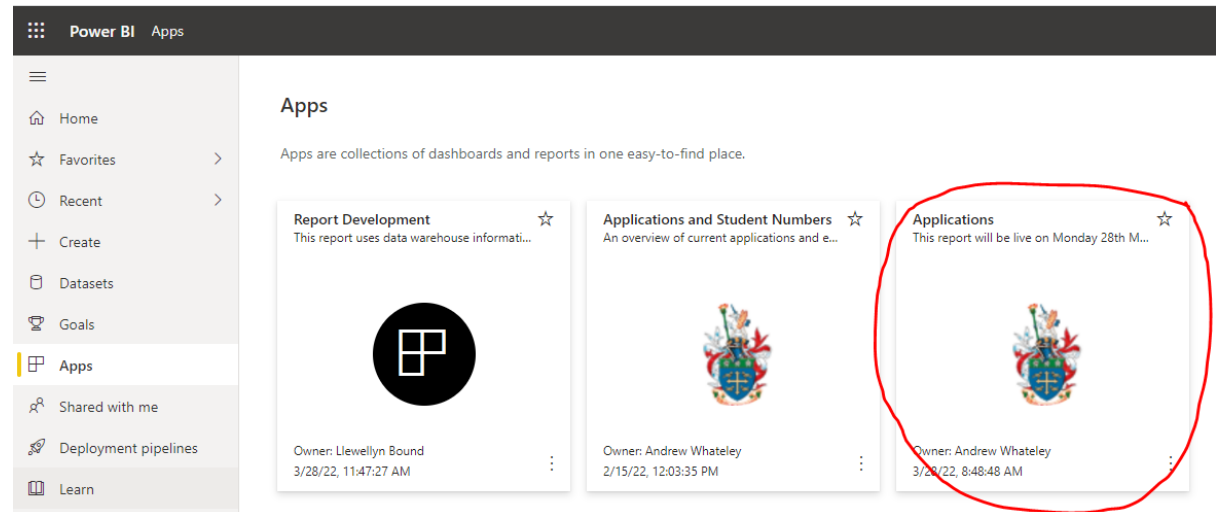 Power BI Apps
Home
Favorites
Recent
Create
Datasets
Goals
Apps
Shared with me
Deployment pipelines
Learn
Apps
Apps are collections of dashboards and reports in one easy-to-find place.
Report Development
This report uses data warehouse informati...
Owner: Llewellyn Bound
3/28/22, 11:47:27 AM
Applications and Student Numbers
An overview of current applications and e...
Owner: Andrew Whateley
2/15/22, 12:03:35 PM
Applications
This report will be live on Monday 28th M...
Owner: Andrew Whateley
3/28/22, 8:48:48 AM